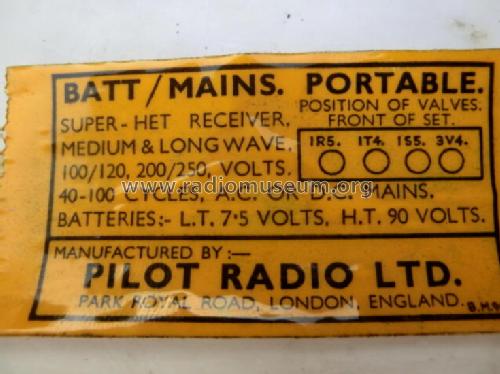 BATT/MAINS. PORTABLE.
SUPER-HET RECEIVER.
MEDIUM & LONG WAVE.
100/120, 200/250, VOLTS.
POSITION OF VALVES.
FRONT OF SET.
1R5. 1T4. 1S5. 3V4.
40-100 CYCLES, A.C. OR D.C. MAINS.
BATTERIES:- L.T. 7·5 VOLTS, H.T. 90 VOLTS.
MANUFACTURED BY :—
PILOT RADIO LTD.
PARK ROYAL ROAD, LONDON, ENGLAND.
www.radiomuseum.org